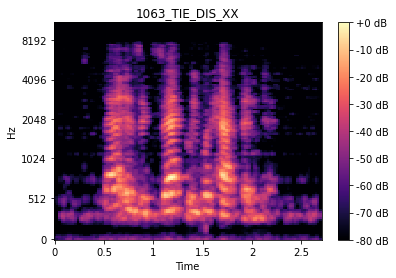 1063_TIE_DIS_XX
8192
4096
2048
1024
512
0
Hz
0 0.5 1 1.5 2 2.5
Time
+0 dB
-10 dB
-20 dB
-30 dB
-40 dB
-50 dB
-60 dB
-70 dB
-80 dB